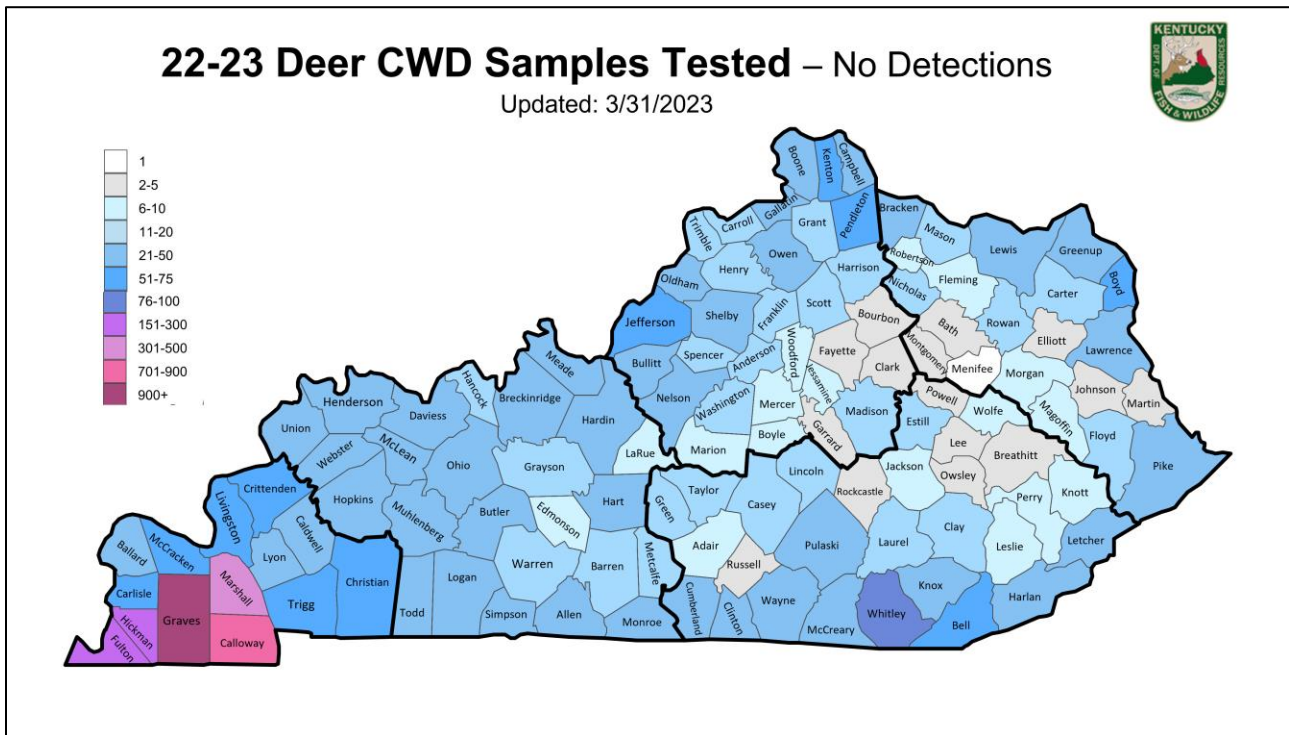 22-23 Deer CWD Samples Tested – No Detections
Updated: 3/31/2023
KENTUCKY
DEPT. OF
FISH & WILDLIFE
RESOURCES
1
2-5
6-10
11-20
21-50
51-75
76-100
151-300
301-500
701-900
900+
Boone
Kenton
Campbell
Gallatin
Pendleton
Grant
Carroll
Trimble
Owen
Henry
Harrison
Oldham
Jefferson
Shelby
Franklin
Scott
Bourbon
Bullitt
Spencer
Anderson
Woodford
Fayette
Clark
Nelson
Washington
Mercer
Jessamine
Madison
Marion
Boyle
Garrard
Bracken
Mason
Robertson
Lewis
Greenup
Nicholas
Fleming
Carter
Boyd
Bath
Rowan
Elliott
Lawrence
Montgomery
Menifee
Morgan
Johnson
Martin
Magoffin
Floyd
Pike
Powell
Wolfe
Estill
Lee
Breathitt
Owsley
Jackson
Perry
Knott
Rockcastle
Lincoln
Casey
Taylor
Green
Adair
Russell
Pulaski
Laurel
Clay
Leslie
Letcher
Cumberland
Clinton
Wayne
McCreary
Whitley
Knox
Bell
Harlan
Meade
Hancock
Breckinridge
Hardin
LaRue
Henderson
Daviess
Union
Webster
McLean
Ohio
Grayson
Hopkins
Muhlenberg
Butler
Edmonson
Hart
Warren
Barren
Metcalfe
Todd
Logan
Simpson
Allen
Monroe
Crittenden
Livingston
Caldwell
Lyon
Ballard
McCracken
Carlisle
Graves
Marshall
Trigg
Christian
Hickman
Fulton
Calloway